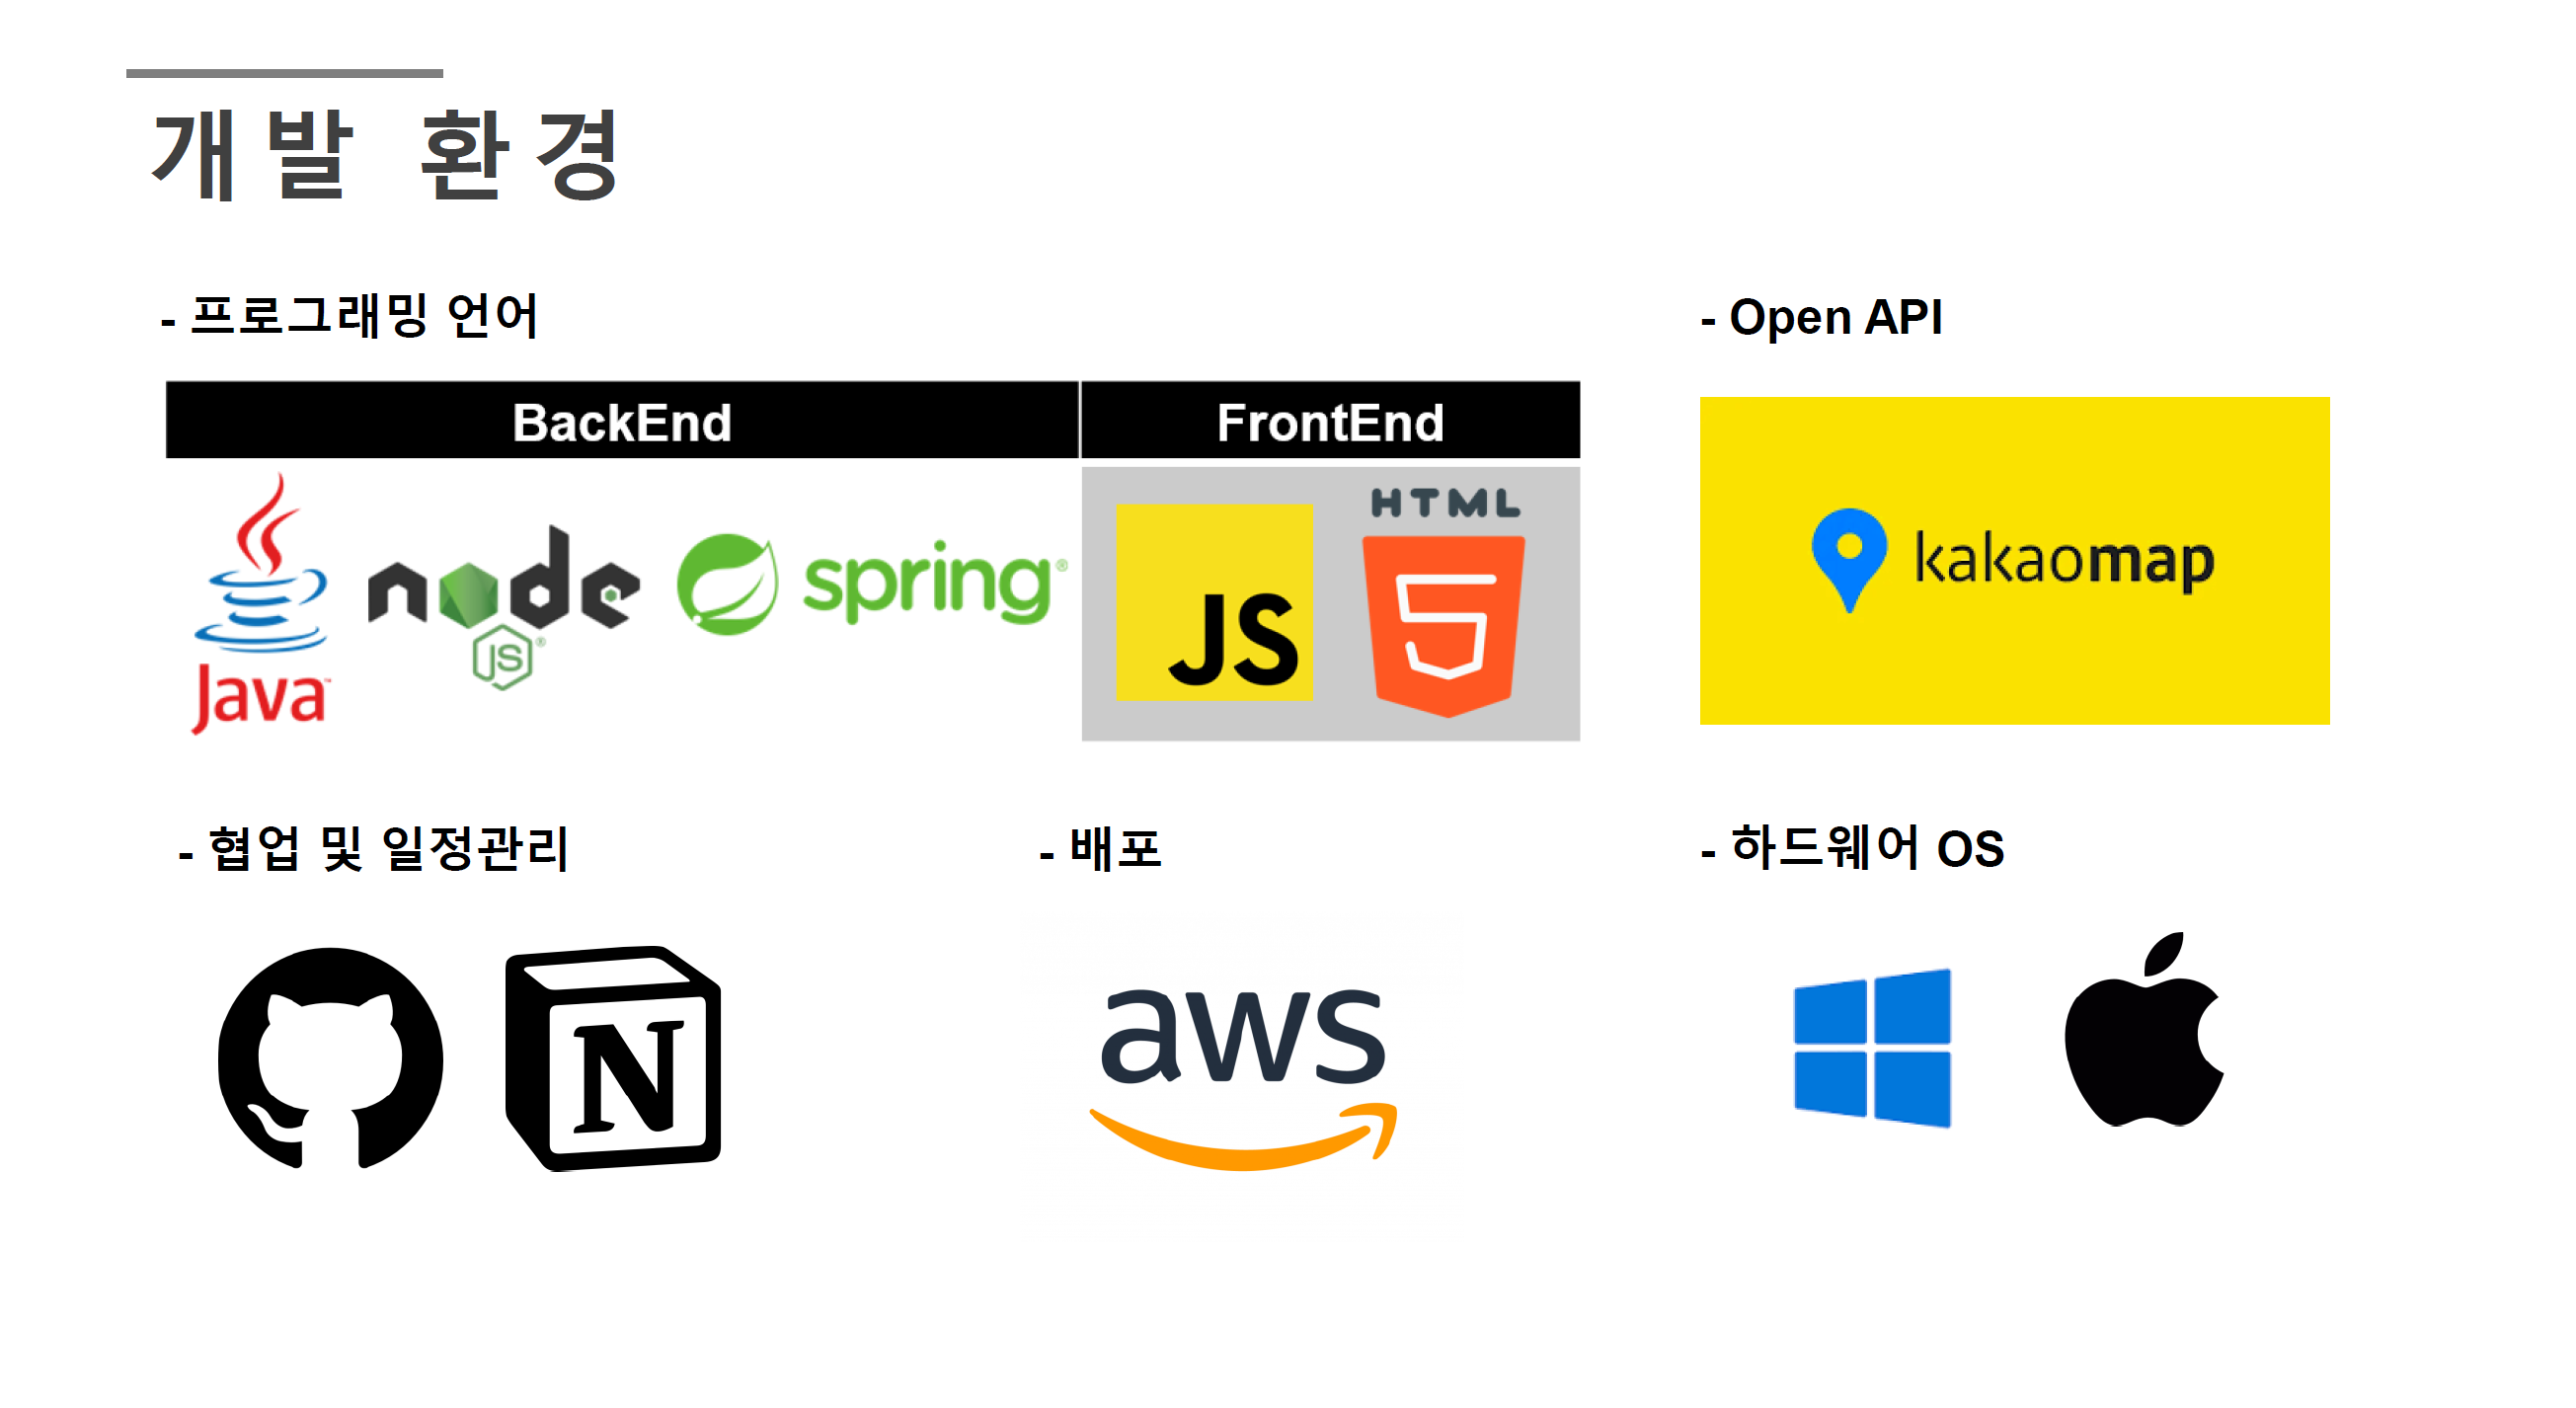 개발 환경
- 프로그래밍 언어
BackEnd
FrontEnd
Java™
node
JS®
spring®
JS
HTML
5
- Open API
kakaomap
- 협업 및 일정관리
N
- 배포
aws
- 하드웨어 OS